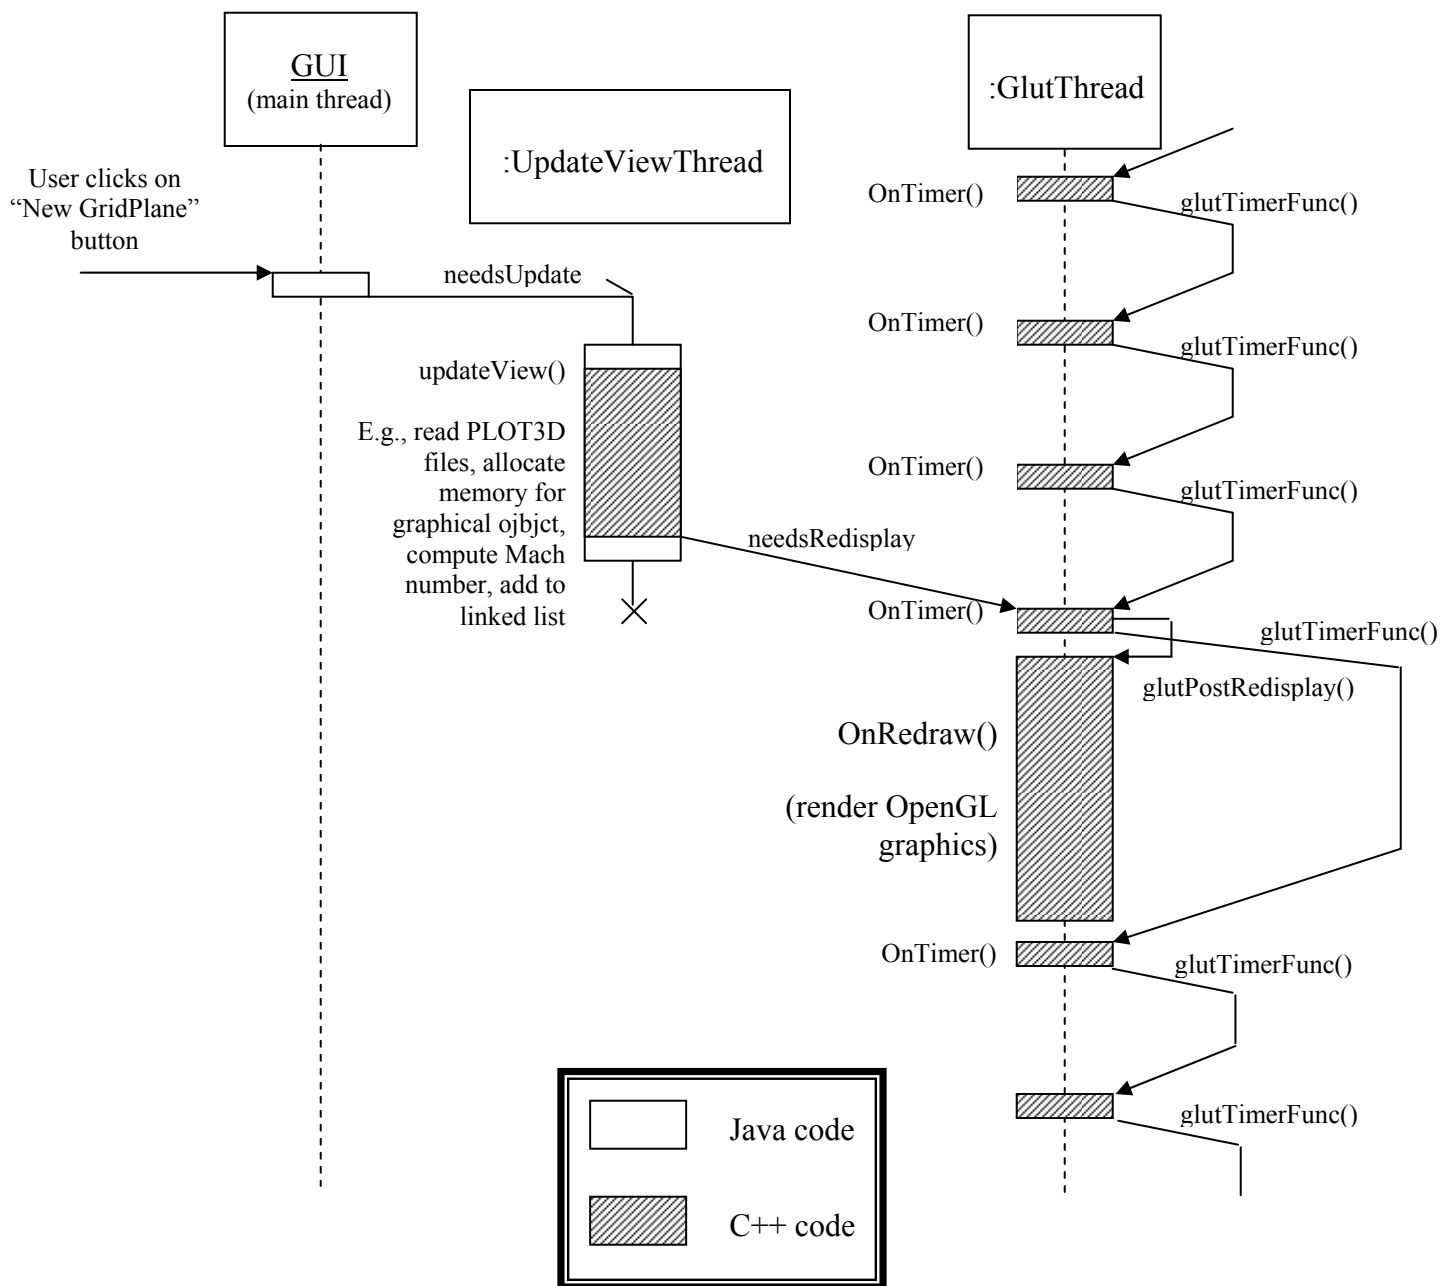 GUI
(main thread)
:UpdateViewThread
:GlutThread
User clicks on
“New GridPlane”
button
needsUpdate
OnTimer()
glutTimerFunc()
OnTimer()
glutTimerFunc()
updateView()
E.g., read PLOT3D
files, allocate
memory for
graphical ojbjct,
compute Mach
number, add to
linked list
OnTimer()
glutTimerFunc()
needsRedisplay
OnTimer()
glutTimerFunc()
glutPostRedisplay()
OnRedraw()
(render OpenGL
graphics)
OnTimer()
glutTimerFunc()
glutTimerFunc()
Java code
C++ code